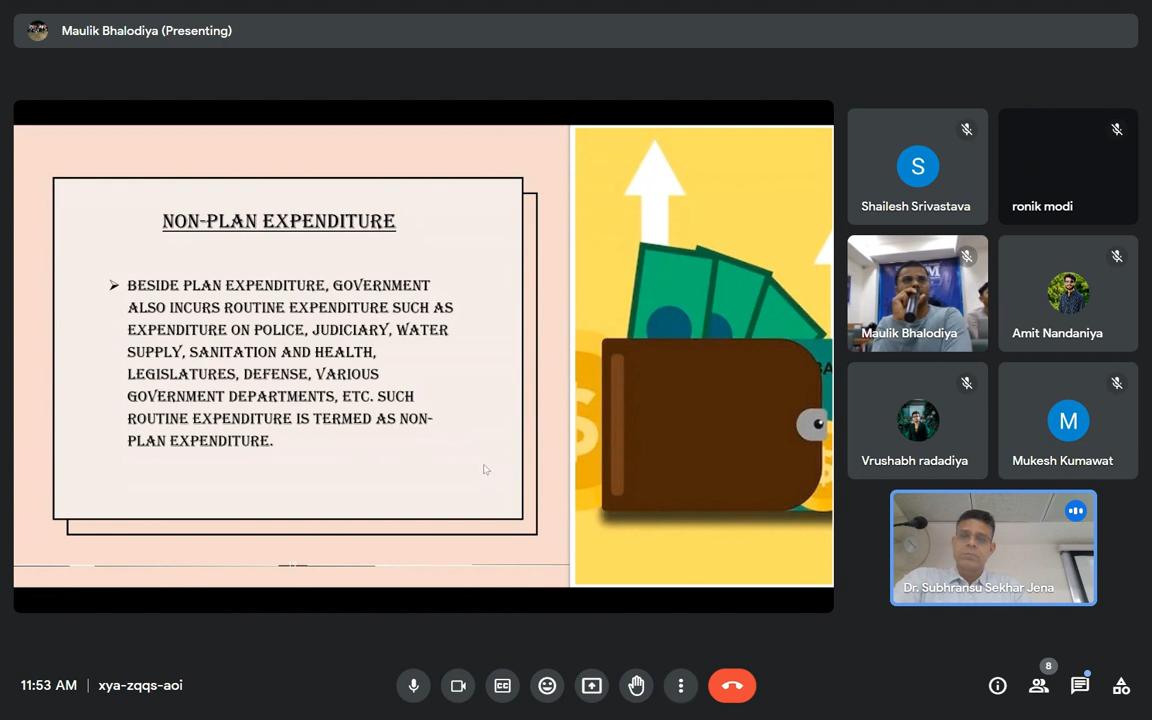 Maulik Bhalodiya (Presenting)
NON-PLAN EXPENDITURE
➢ BESIDE PLAN EXPENDITURE, GOVERNMENT
ALSO INCURS ROUTINE EXPENDITURE SUCH AS
EXPENDITURE ON POLICE, JUDICIARY, WATER
SUPPLY, SANITATION AND HEALTH,
LEGISLATURES, DEFENSE, VARIOUS
GOVERNMENT DEPARTMENTS, ETC. SUCH
ROUTINE EXPENDITURE IS TERMED AS NON-
PLAN EXPENDITURE.
S
Shailesh Srivastava
ronik modi
Maulik Bhalodiya
Amit Nandaniya
Vrushabh radadiya
M
Mukesh Kumawat
Dr. Subhransu Sekhar Jena
11:53 AM | xya-zqqs-aoi
CC
8